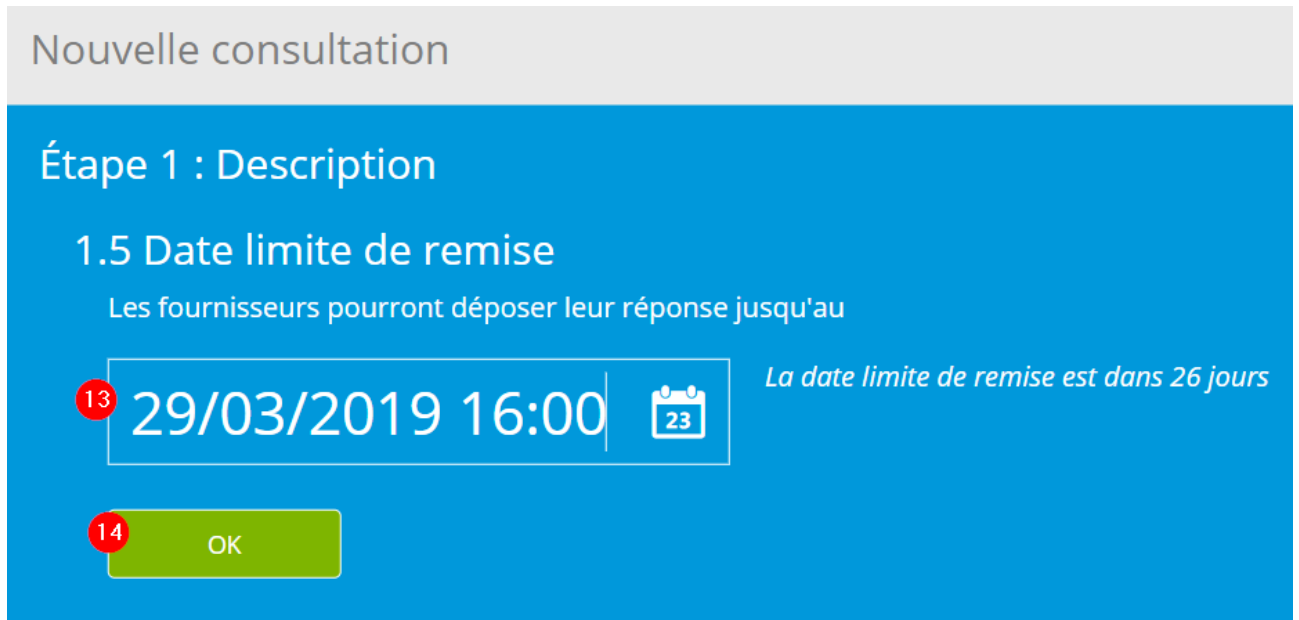 Nouvelle consultation
Étape 1 : Description
1.5 Date limite de remise
Les fournisseurs pourront déposer leur réponse jusqu'au
La date limite de remise est dans 26 jours
13
29/03/2019 16:00
23
14
OK